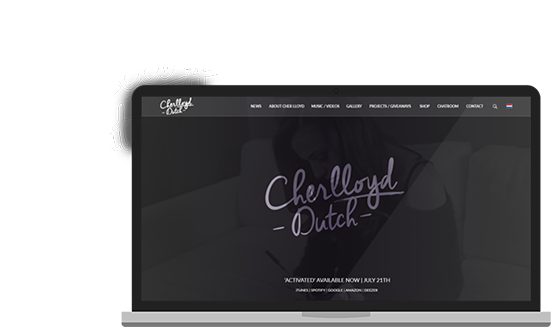 Cherlloyd
- Dutch -
NEWS ABOUT CHER LLOYD MUSIC / VIDEOS GALLERY PROJECTS / GIVEAWAYS SHOP CHATROOM CONTACT
Cherlloyd
- Dutch -
'ACTIVATED' AVAILABLE NOW | JULY 21TH
ITUNES | SPOTIFY | GOOGLE | AMAZON | DEEZER